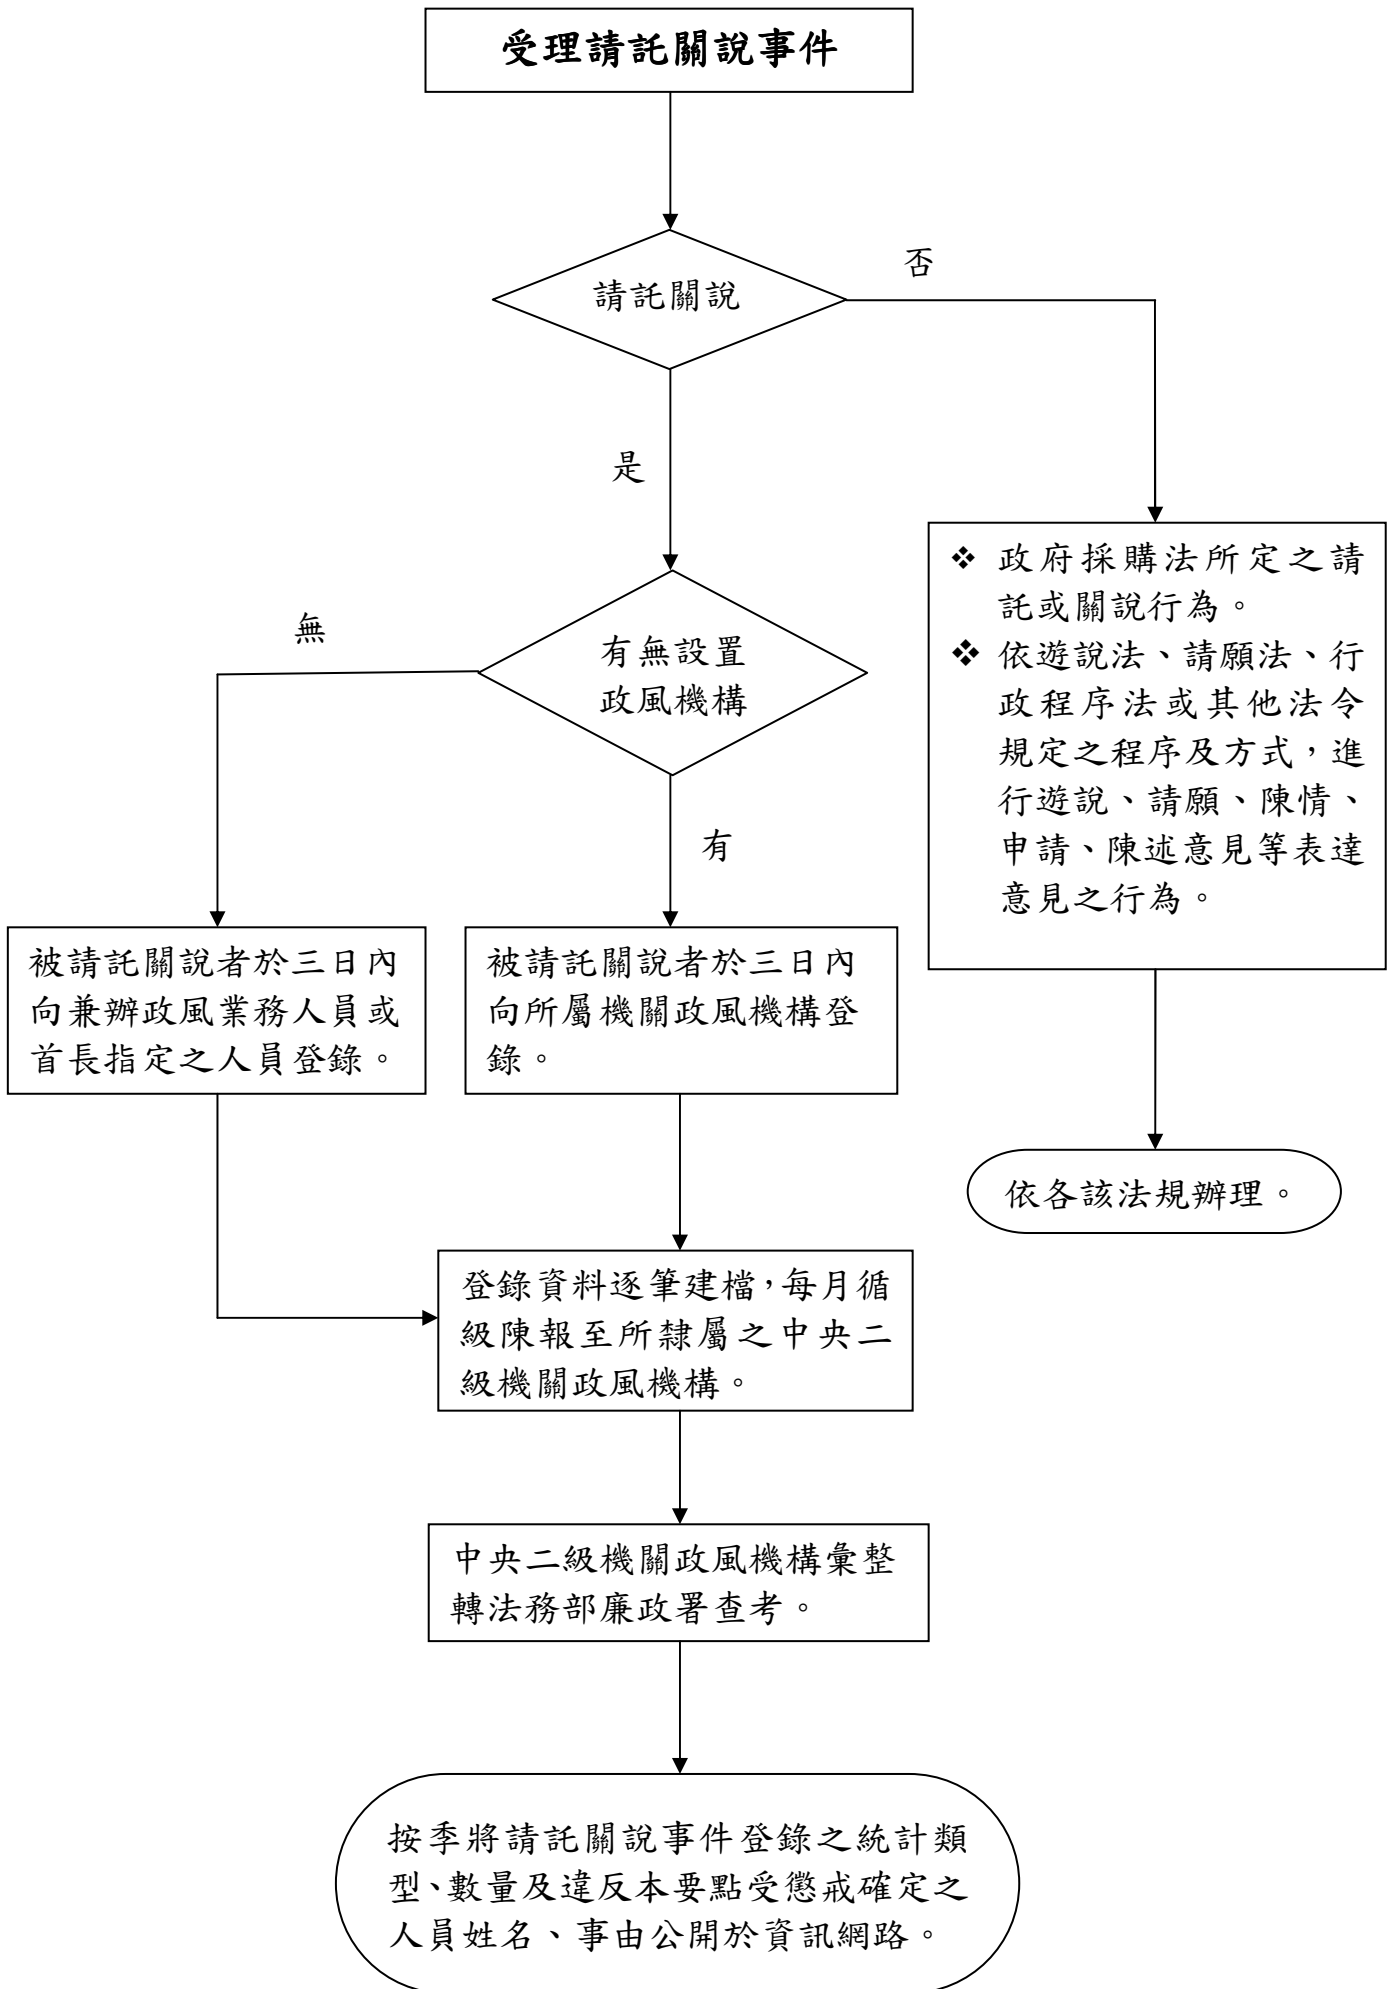 受理請託關說事件
請託關說
否
是
❖ 政府採購法所定之請
託或關說行為。
❖ 依遊說法、請願法、行
政程序法或其他法令
規定之程序及方式，進
行遊說、請願、陳情、
申請、陳述意見等表達
意見之行為。
無
有無設置
政風機構
有
被請託關說者於三日內
向兼辦政風業務人員或
首長指定之人員登錄。
被請託關說者於三日內
向所屬機關政風機構登
錄。
依各該法規辦理。
登錄資料逐筆建檔，每月循
級陳報至所隸屬之中央二
級機關政風機構。
中央二級機關政風機構彙整
轉法務部廉政署查考。
按季將請託關說事件登錄之統計類
型、數量及違反本要點受懲戒確定之
人員姓名、事由公開於資訊網路。